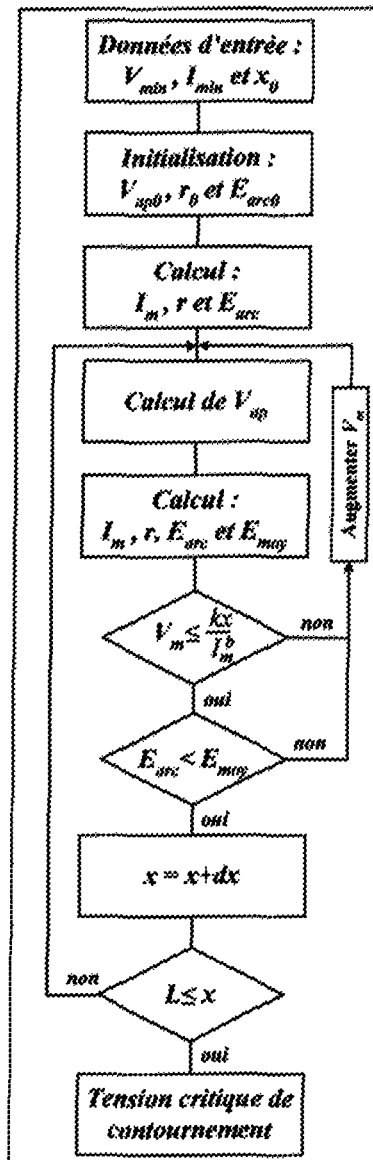 Données d'entrée :
V_min, I_min et x_0
Initialisation :
V_ap0, r_0 et E_arc0
Calcul :
I_m, r et E_arc
Calcul de V_ap
Augmenter V_m
Calcul :
I_m, r, E_arc et E_moy
V_m ≤ kx / I_m^b
non
oui
E_arc < E_moy
non
oui
x = x+dx
L ≤ x
non
oui
Tension critique de
contournement